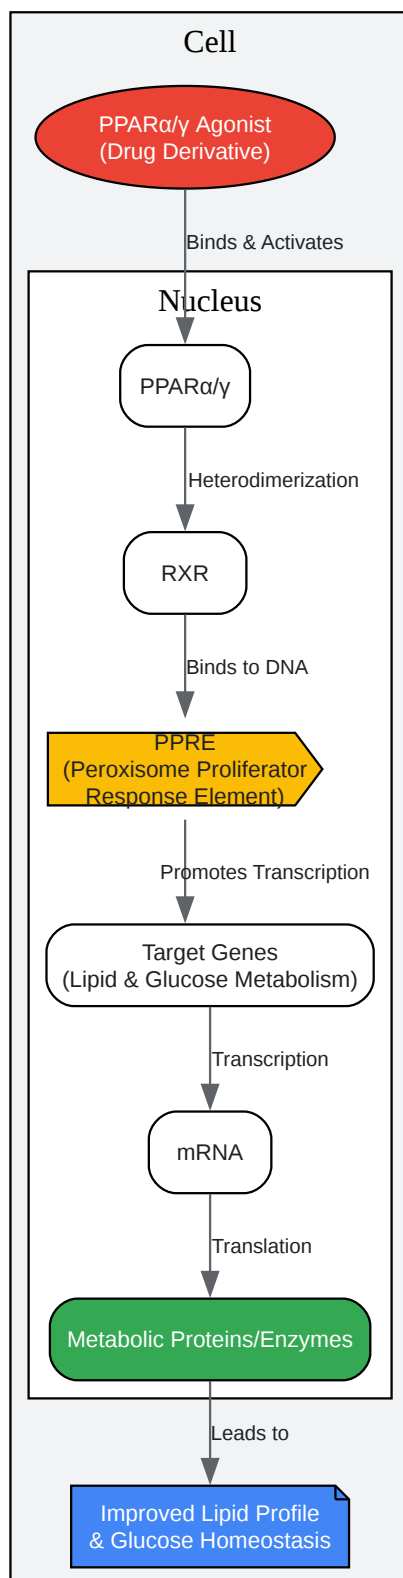 Cell
PPARα/γ Agonist
(Drug Derivative)
Binds & Activates
Nucleus
PPARα/γ
Heterodimerization
RXR
Binds to DNA
PPRE
(Peroxisome Proliferator
Response Element)
Promotes Transcription
Target Genes
(Lipid & Glucose Metabolism)
Transcription
mRNA
Translation
Metabolic Proteins/Enzymes
Leads to
Improved Lipid Profile
& Glucose Homeostasis